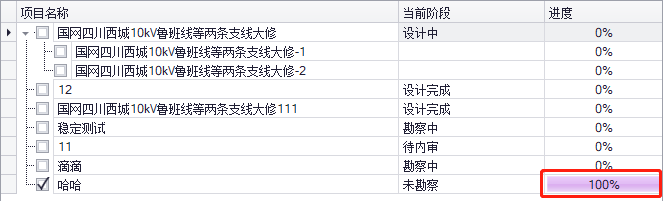 项目名称 当前阶段 进度
国网四川西城10kV鲁班线等两条支线大修 设计中 0%
国网四川西城10kV鲁班线等两条支线大修-1 0%
国网四川西城10kV鲁班线等两条支线大修-2 0%
12 设计完成 0%
国网四川西城10kV鲁班线等两条支线大修111 设计完成 0%
稳定测试 勘察中 0%
11 待内审 0%
滴滴 勘察中 0%
哈哈 未勘察 100%